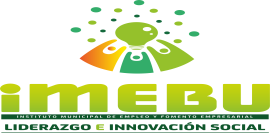 imEBU
INSTITUTO MUNICIPAL DE EMPLEO Y FOMENTO EMPRESARIAL
LIDERAZGO E INNOVACIÓN SOCIAL